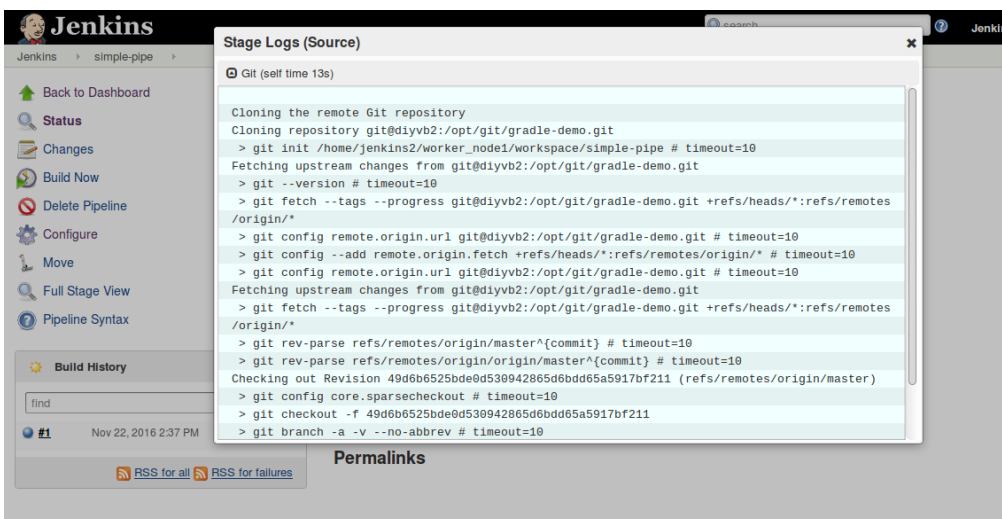 Jenkins
search
Jenkins
simple-pipe
Back to Dashboard
Status
Changes
Build Now
Delete Pipeline
Configure
Move
Full Stage View
Pipeline Syntax
Build History
find
#1 Nov 22, 2016 2:37 PM
RSS for all RSS for failures
Stage Logs (Source)
Git (self time 13s)
Cloning the remote Git repository
Cloning repository git@diyvb2:/opt/git/gradle-demo.git
> git init /home/jenkins2/worker_node1/workspace/simple-pipe # timeout=10
Fetching upstream changes from git@diyvb2:/opt/git/gradle-demo.git
> git --version # timeout=10
> git fetch --tags --progress git@diyvb2:/opt/git/gradle-demo.git +refs/heads/*:refs/remotes
/origin/*
> git config remote.origin.url git@diyvb2:/opt/git/gradle-demo.git # timeout=10
> git config --add remote.origin.fetch +refs/heads/*:refs/remotes/origin/* # timeout=10
> git config remote.origin.url git@diyvb2:/opt/git/gradle-demo.git # timeout=10
Fetching upstream changes from git@diyvb2:/opt/git/gradle-demo.git
> git fetch --tags --progress git@diyvb2:/opt/git/gradle-demo.git +refs/heads/*:refs/remotes
/origin/*
> git rev-parse refs/remotes/origin/master^{commit} # timeout=10
> git rev-parse refs/remotes/origin/origin/master^{commit} # timeout=10
Checking out Revision 49d6b6525bde0d530942865d6bdd65a5917bf211 (refs/remotes/origin/master)
> git config core.sparsecheckout # timeout=10
> git checkout -f 49d6b6525bde0d530942865d6bdd65a5917bf211
> git branch -a -v --no-abbrev # timeout=10
Permalinks